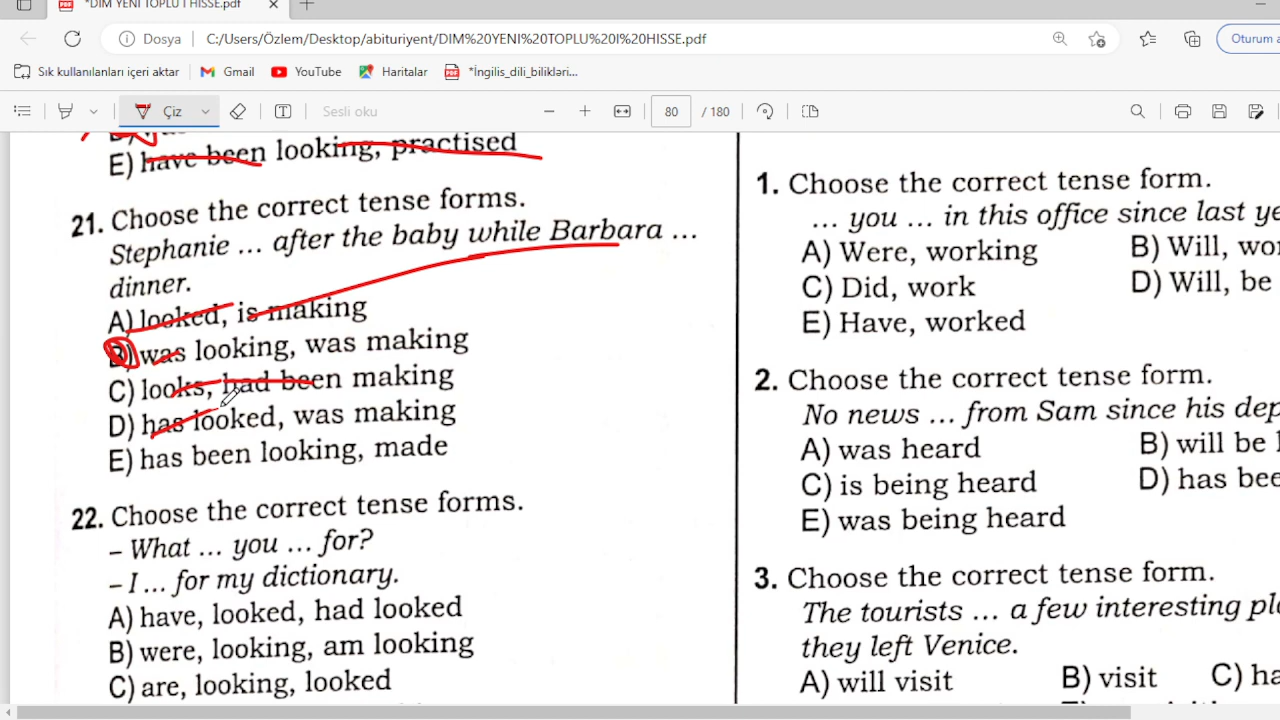 *DIM YENI TOPLU I HISSE.pdf
Dosya
C:/Users/Özlem/Desktop/abituriyent/DIM%20YENI%20TOPLU%20I%20HISSE.pdf
Oturum a
Sık kullanılanları içeri aktar
Gmail
YouTube
Haritalar
*İngilis_dili_bilikləri...
Çiz
Sesli oku
80
/ 180
E) have been looking, practised
21. Choose the correct tense forms.
Stephanie ... after the baby while Barbara ...
dinner.
A) looked, is making
B) was looking, was making
C) looks, had been making
D) has looked, was making
E) has been looking, made
22. Choose the correct tense forms.
– What ... you ... for?
– I ... for my dictionary.
A) have, looked, had looked
B) were, looking, am looking
C) are, looking, looked
1. Choose the correct tense form.
... you ... in this office since last ye
A) Were, working
B) Will, wo
C) Did, work
D) Will, be
E) Have, worked
2. Choose the correct tense form.
No news ... from Sam since his dep
A) was heard
B) will be
C) is being heard
D) has bee
E) was being heard
3. Choose the correct tense form.
The tourists ... a few interesting pl
they left Venice.
A) will visit
B) visit
C) ha